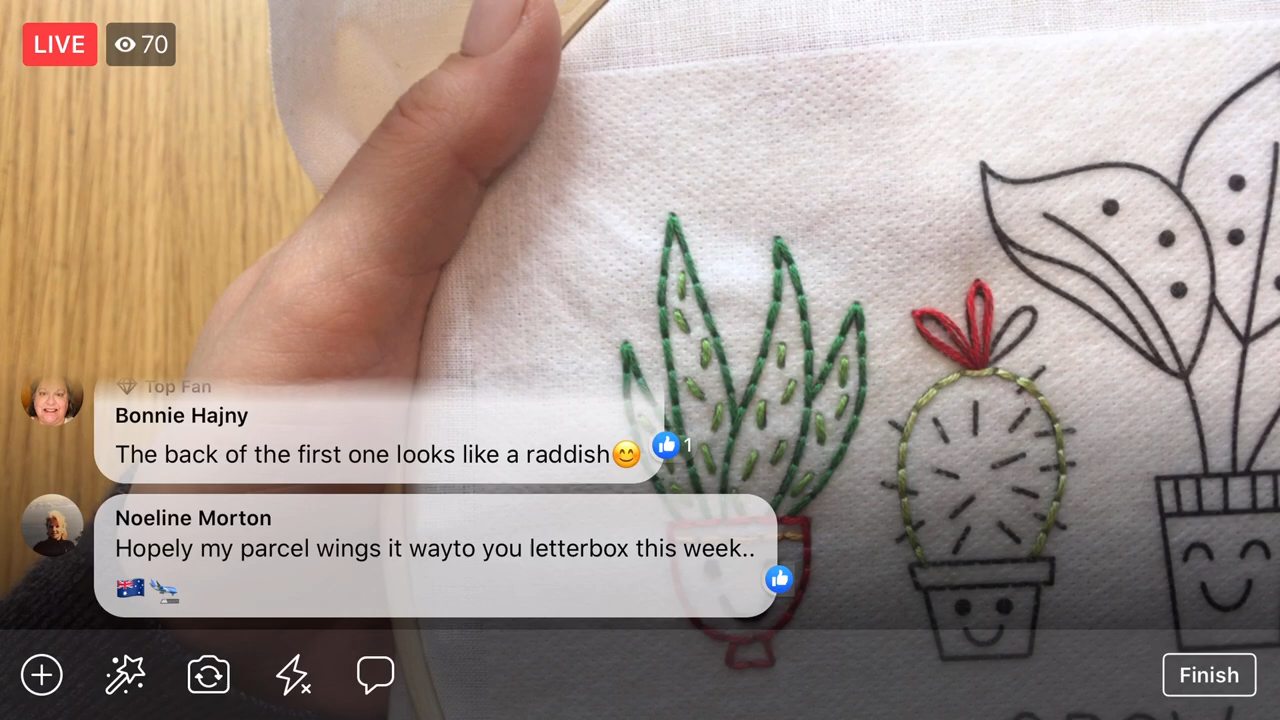 LIVE
70
Top Fan
Bonnie Hajny
The back of the first one looks like a raddish😊
1
Noeline Morton
Hopely my parcel wings it wayto you letterbox this week..
🇦🇺🛬
Finish